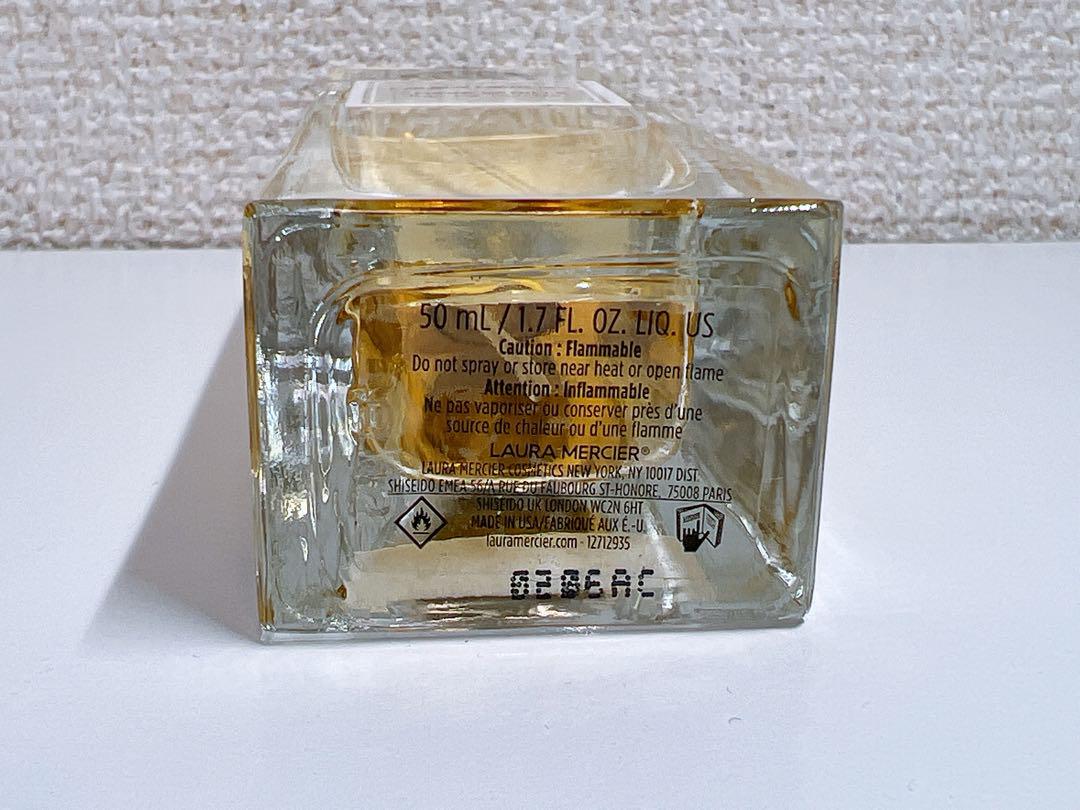 50 mL / 1.7 FL. OZ. LIQ. US
Caution : Flammable
Do not spray or store near heat or open flame
Attention : Inflammable
Ne pas vaporiser ou conserver près d'une
source de chaleur ou d'une flamme
LAURA MERCIER®
LAURA MERCIER COSMETICS NEW YORK, NY 10017 DIST.
SHISEIDO EMEA 56/A RUE DU FAUBOURG ST-HONORE, 75008 PARIS
SHISEIDO UK LONDON WC2N 6HT
MADE IN USA/FABRIQUÉ AUX É.-U.
lauramercier.com - 12712935